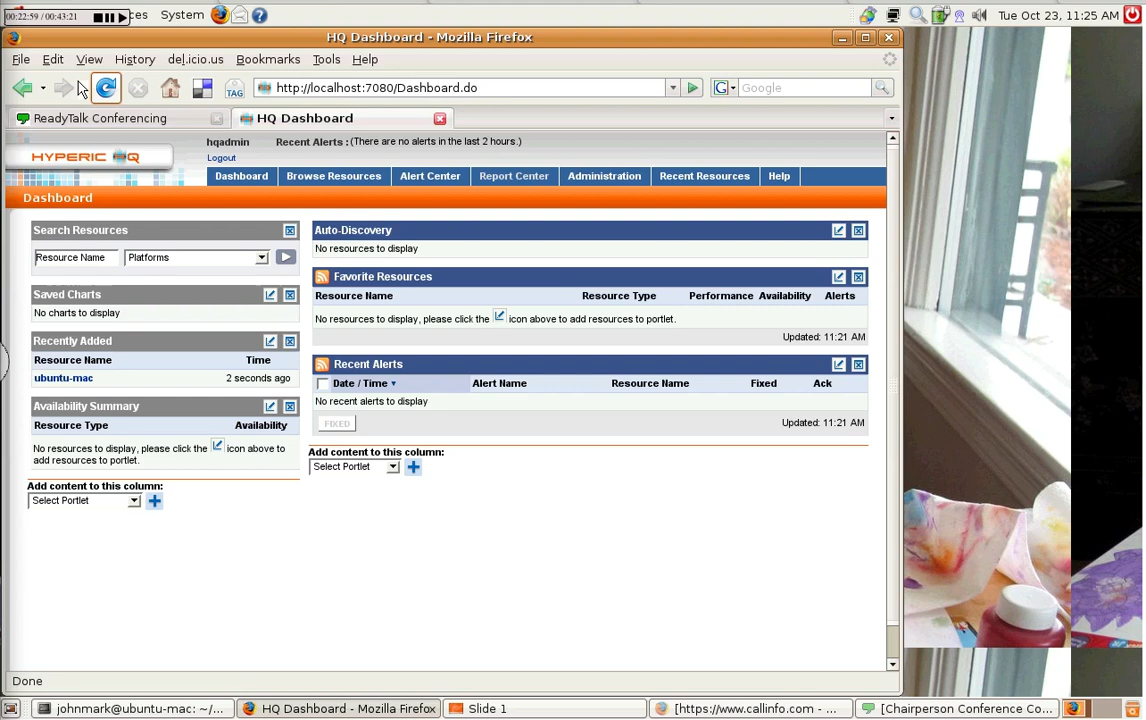 00:22:59 / 00:43:21
ces System
Tue Oct 23, 11:25 AM
HQ Dashboard - Mozilla Firefox
File Edit View History del.icio.us Bookmarks Tools Help
TAG
http://localhost:7080/Dashboard.do
G Google
ReadyTalk Conferencing
HQ Dashboard
HYPERIC HQ
hqadmin
Recent Alerts : (There are no alerts in the last 2 hours.)
Logout
Dashboard Browse Resources Alert Center Report Center Administration Recent Resources Help
Dashboard
Search Resources
Resource Name Platforms
Saved Charts
No charts to display
Recently Added
Resource Name Time
ubuntu-mac 2 seconds ago
Availability Summary
Resource Type Availability
No resources to display, please click the icon above to
add resources to portlet.
Add content to this column:
Select Portlet
Auto-Discovery
No resources to display
Favorite Resources
Resource Name Resource Type Performance Availability Alerts
No resources to display, please click the icon above to add resources to portlet.
Updated: 11:21 AM
Recent Alerts
Date / Time Alert Name Resource Name Fixed Ack
No recent alerts to display
FIXED
Updated: 11:21 AM
Add content to this column:
Select Portlet
Done
johnmark@ubuntu-mac: ~/...
HQ Dashboard - Mozilla Firefox
Slide 1
[https://www.callinfo.com - ...
[Chairperson Conference Co...